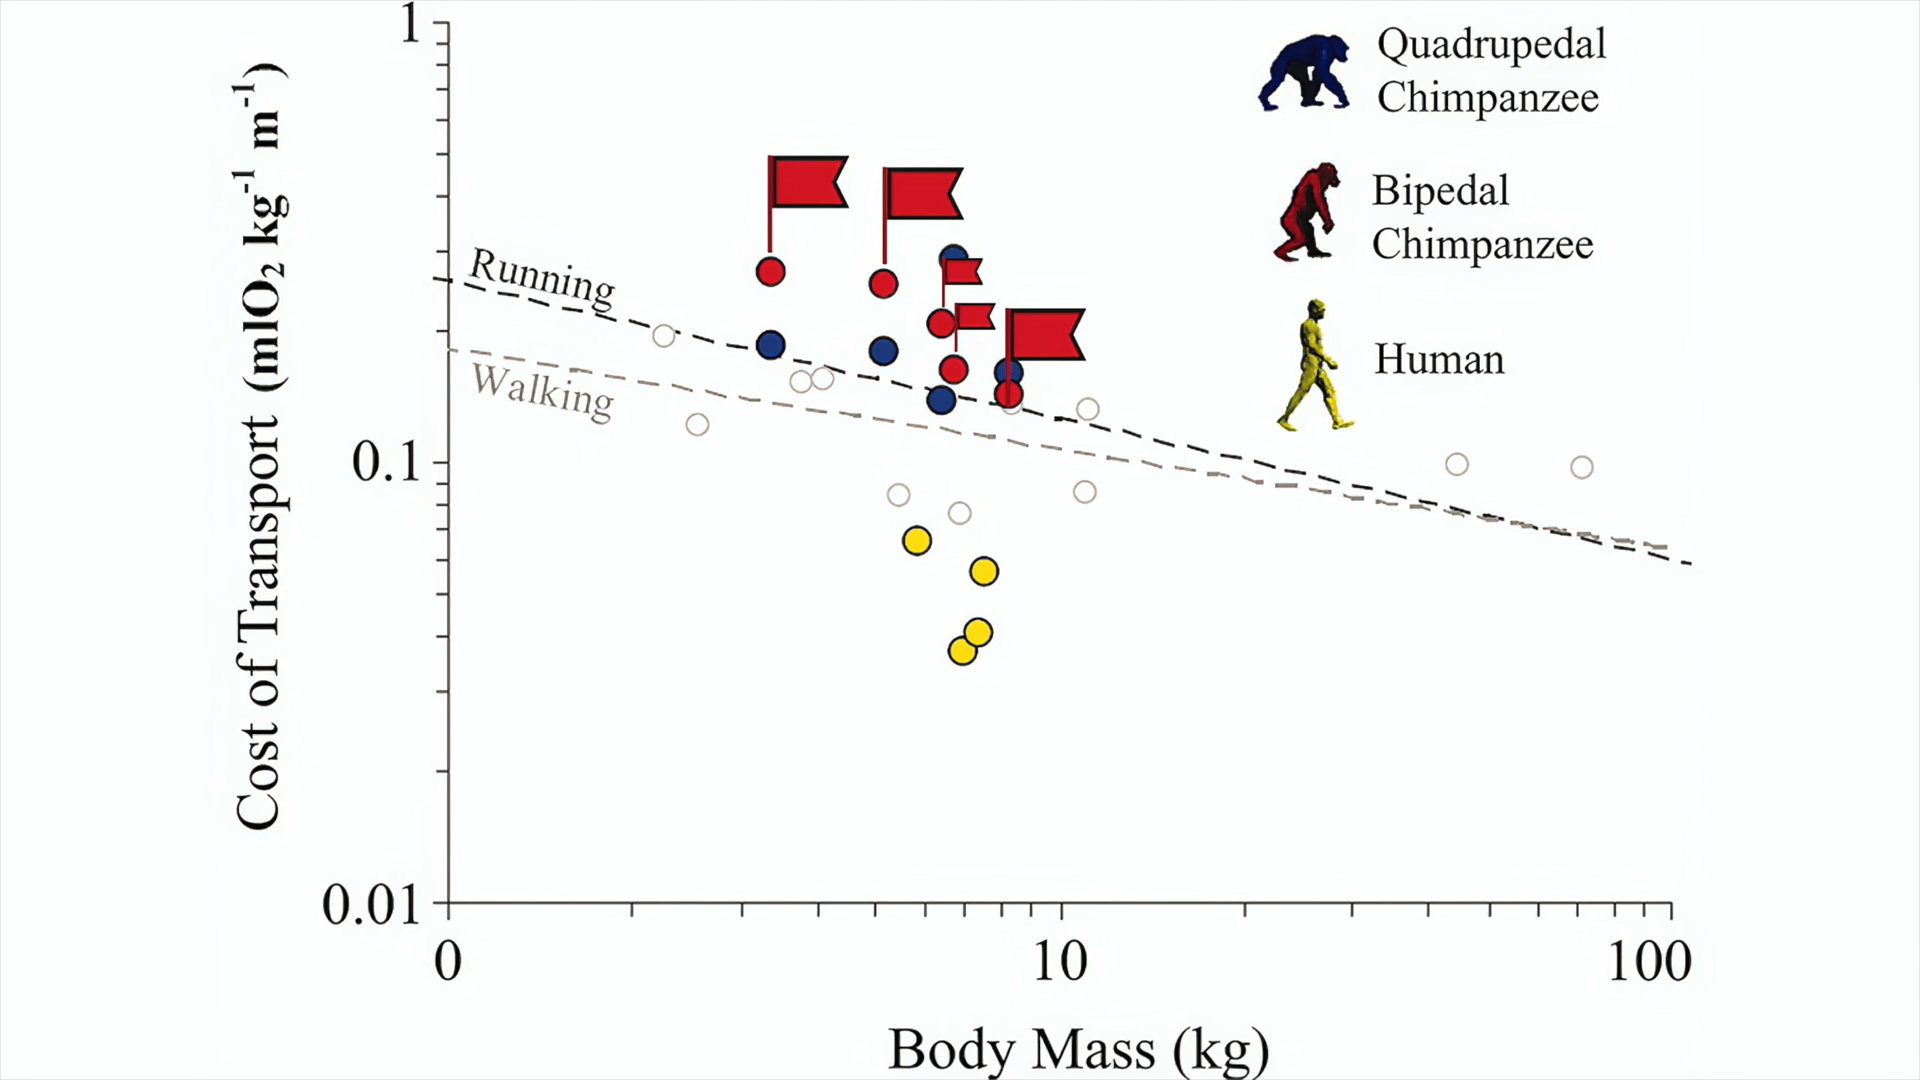 1
0.1
0.01
Cost of Transport (mlO₂ kg⁻¹ m⁻¹)
Running
Walking
Quadrupedal
Chimpanzee
Bipedal
Chimpanzee
Human
0
10
100
Body Mass (kg)